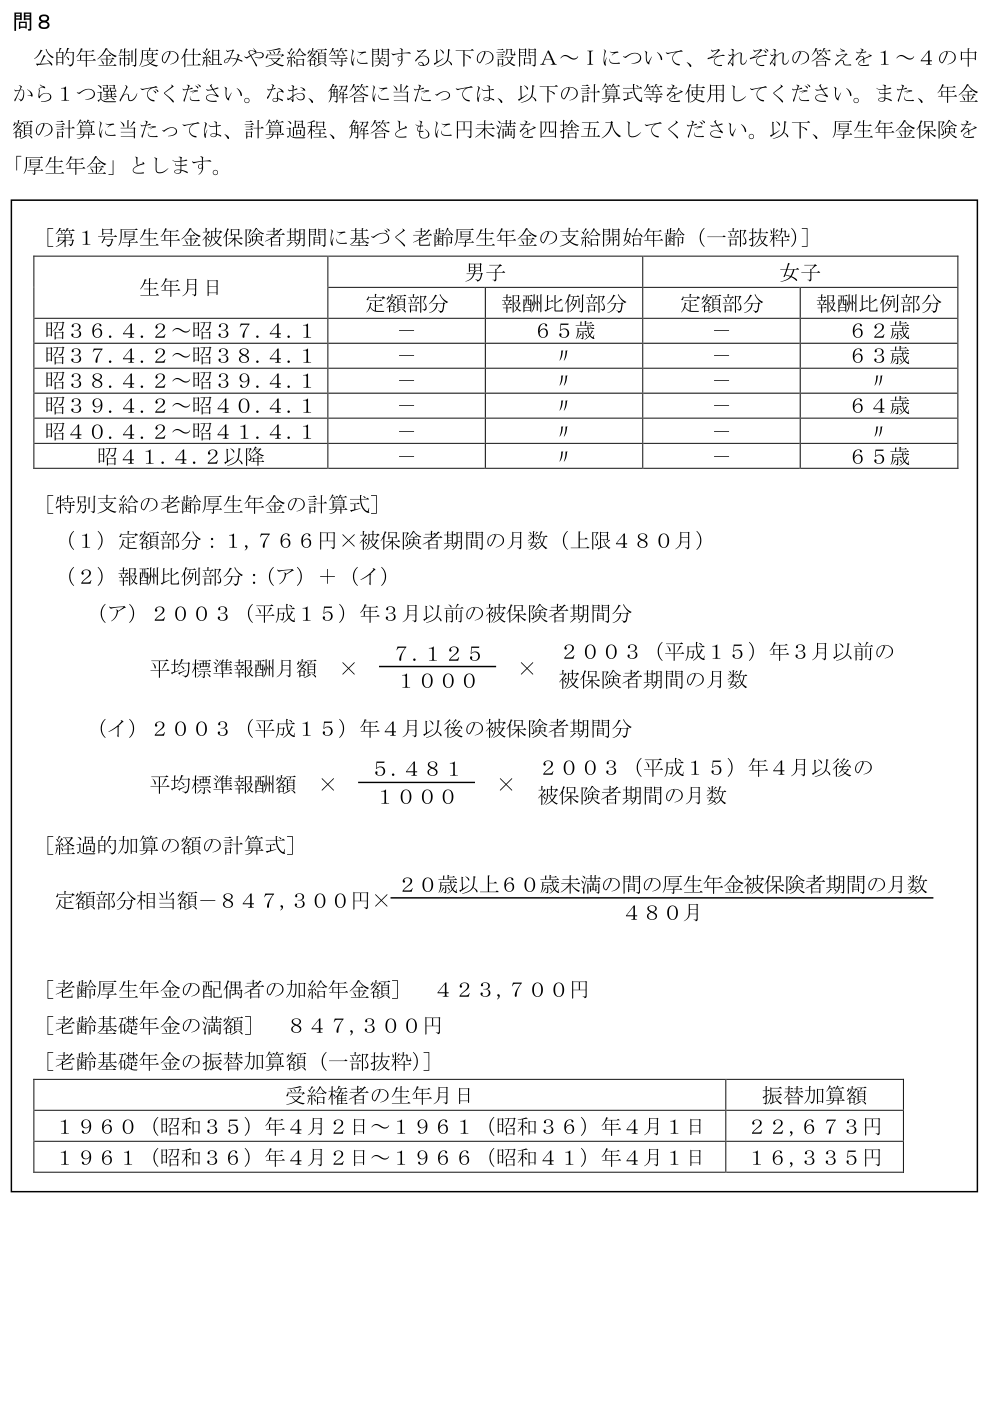 問８
公的年金制度の仕組みや受給額等に関する以下の設問Ａ～Ｉについて、それぞれの答えを１～４の中
から１つ選んでください。なお、解答に当たっては、以下の計算式等を使用してください。また、年金
額の計算に当たっては、計算過程、解答ともに円未満を四捨五入してください。以下、厚生年金保険を
「厚生年金」とします。
［第１号厚生年金被保険者期間に基づく老齢厚生年金の支給開始年齢（一部抜粋）］
生年月日 男子 女子
定額部分 報酬比例部分 定額部分 報酬比例部分
昭３６.４.２～昭３７.４.１ － ６５歳 － ６２歳
昭３７.４.２～昭３８.４.１ － 〃 － ６３歳
昭３８.４.２～昭３９.４.１ － 〃 － 〃
昭３９.４.２～昭４０.４.１ － 〃 － ６４歳
昭４０.４.２～昭４１.４.１ － 〃 － 〃
昭４１.４.２以降 － 〃 － ６５歳
［特別支給の老齢厚生年金の計算式］
（１）定額部分：１,７６６円×被保険者期間の月数（上限４８０月）
（２）報酬比例部分：（ア）＋（イ）
（ア）２００３（平成１５）年３月以前の被保険者期間分
平均標準報酬月額 × ７.１２５ / １０００ × ２００３（平成１５）年３月以前の
被保険者期間の月数
（イ）２００３（平成１５）年４月以後の被保険者期間分
平均標準報酬額 × ５.４８１ / １０００ × ２００３（平成１５）年４月以後の
被保険者期間の月数
［経過的加算の額の計算式］
定額部分相当額－８４７,３００円× ２０歳以上６０歳未満の間の厚生年金被保険者期間の月数
４８０月
［老齢厚生年金の配偶者の加給年金額］ ４２３,７００円
［老齢基礎年金の満額］ ８４７,３００円
［老齢基礎年金の振替加算額（一部抜粋）］
受給権者の生年月日 振替加算額
１９６０（昭和３５）年４月２日～１９６１（昭和３６）年４月１日 ２２,６７３円
１９６１（昭和３６）年４月２日～１９６６（昭和４１）年４月１日 １６,３３５円